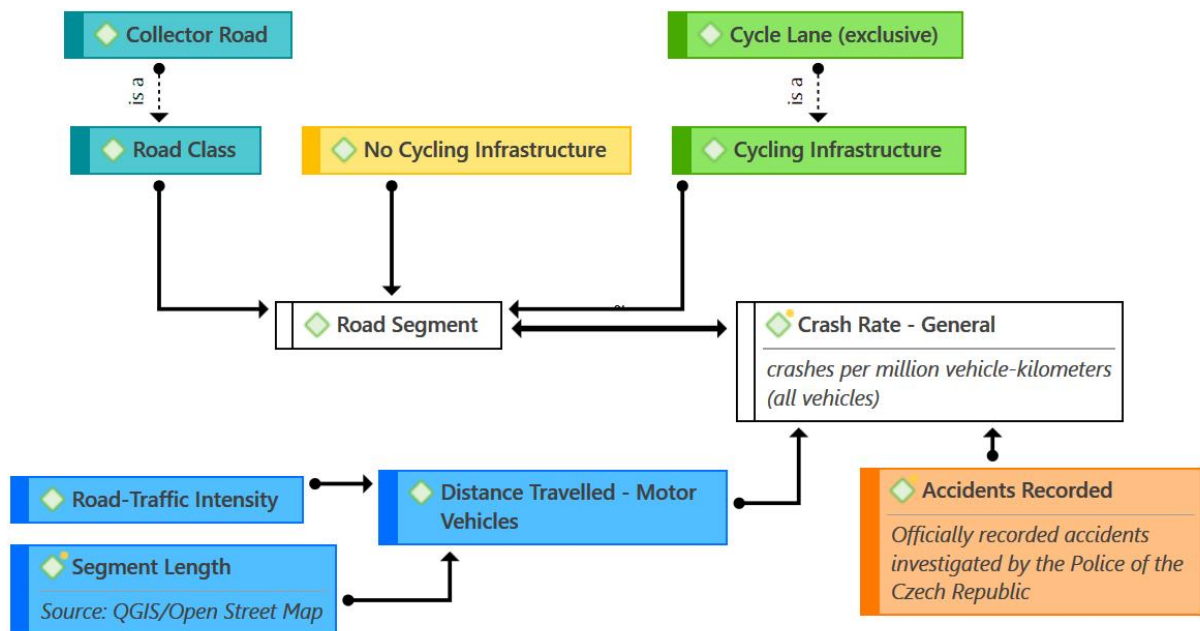 Collector Road
Cycle Lane (exclusive)
is a
is a
Road Class
No Cycling Infrastructure
Cycling Infrastructure
Road Segment
Crash Rate - General
crashes per million vehicle-kilometers
(all vehicles)
Road-Traffic Intensity
Distance Travelled - Motor
Vehicles
Accidents Recorded
Officially recorded accidents
investigated by the Police of the
Czech Republic
Segment Length
Source: QGIS/Open Street Map